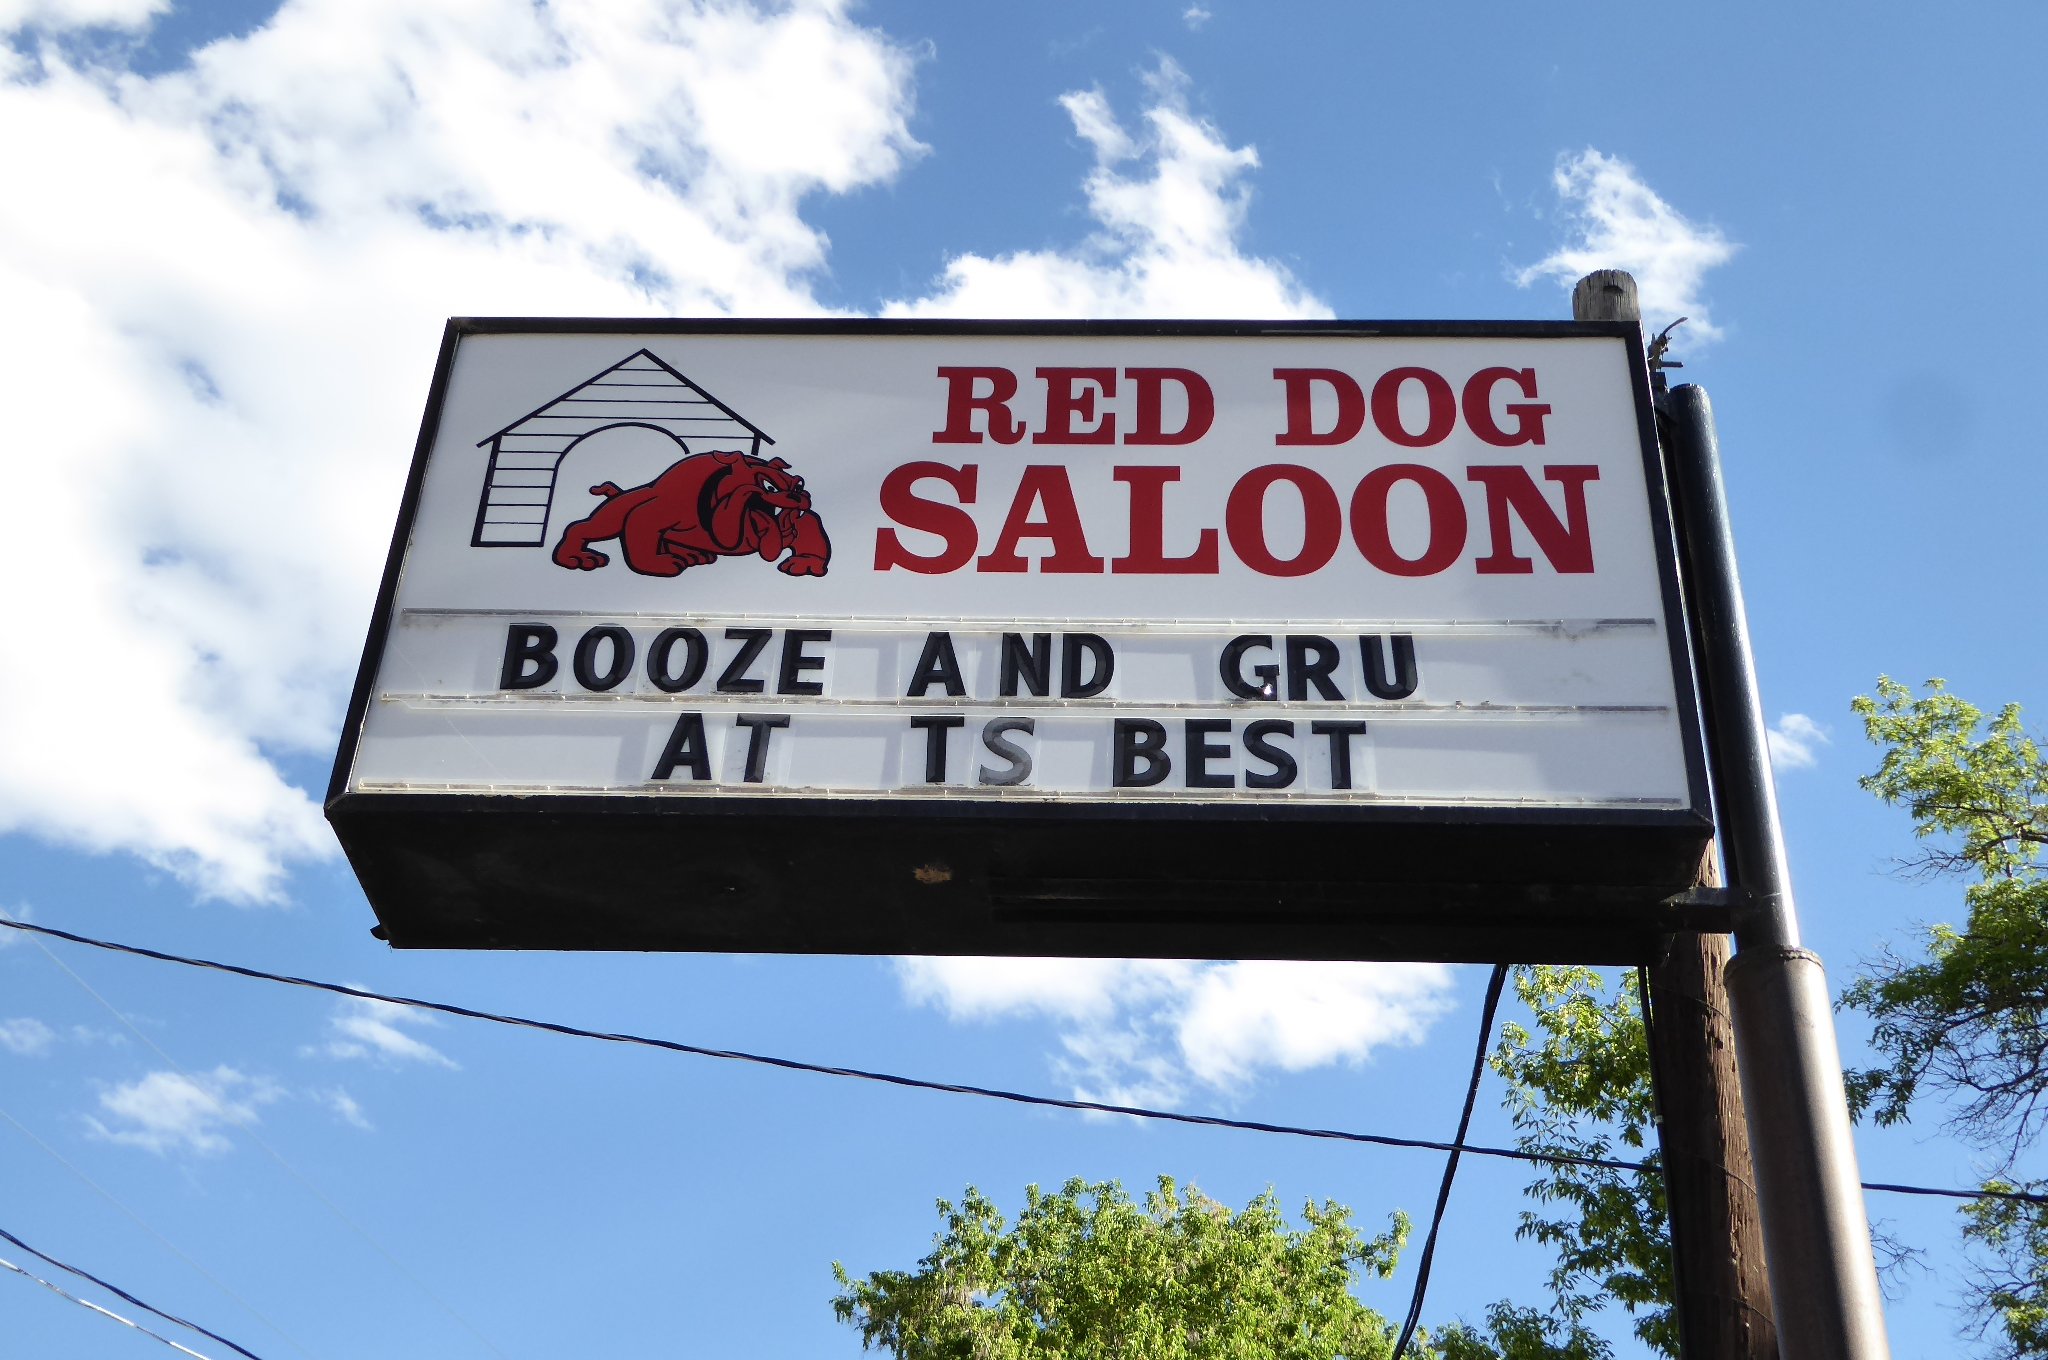 RED DOG
SALOON
BOOZE AND GRU
AT TS BEST